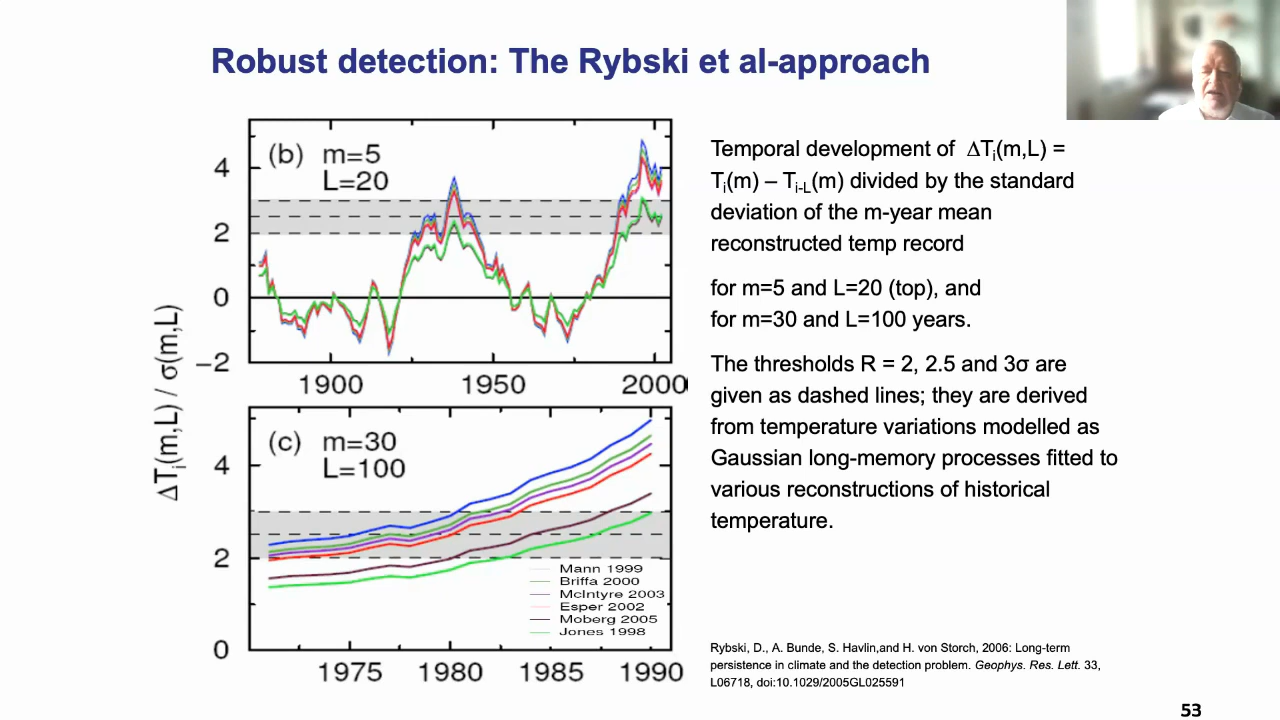 Robust detection: The Rybski et al-approach
(b) m=5
L=20
4
2
0
−2
1900 1950 2000
(c) m=30
L=100
4
2
0
1975 1980 1985 1990
ΔTi(m,L) / σ(m,L)
Mann 1999
Briffa 2000
McIntyre 2003
Esper 2002
Moberg 2005
Jones 1998
Temporal development of ΔTi(m,L) =
Ti(m) – Ti-L(m) divided by the standard
deviation of the m-year mean
reconstructed temp record
for m=5 and L=20 (top), and
for m=30 and L=100 years.
The thresholds R = 2, 2.5 and 3σ are
given as dashed lines; they are derived
from temperature variations modelled as
Gaussian long-memory processes fitted to
various reconstructions of historical
temperature.
Rybski, D., A. Bunde, S. Havlin,and H. von Storch, 2006: Long-term
persistence in climate and the detection problem. Geophys. Res. Lett. 33,
L06718, doi:10.1029/2005GL025591
53